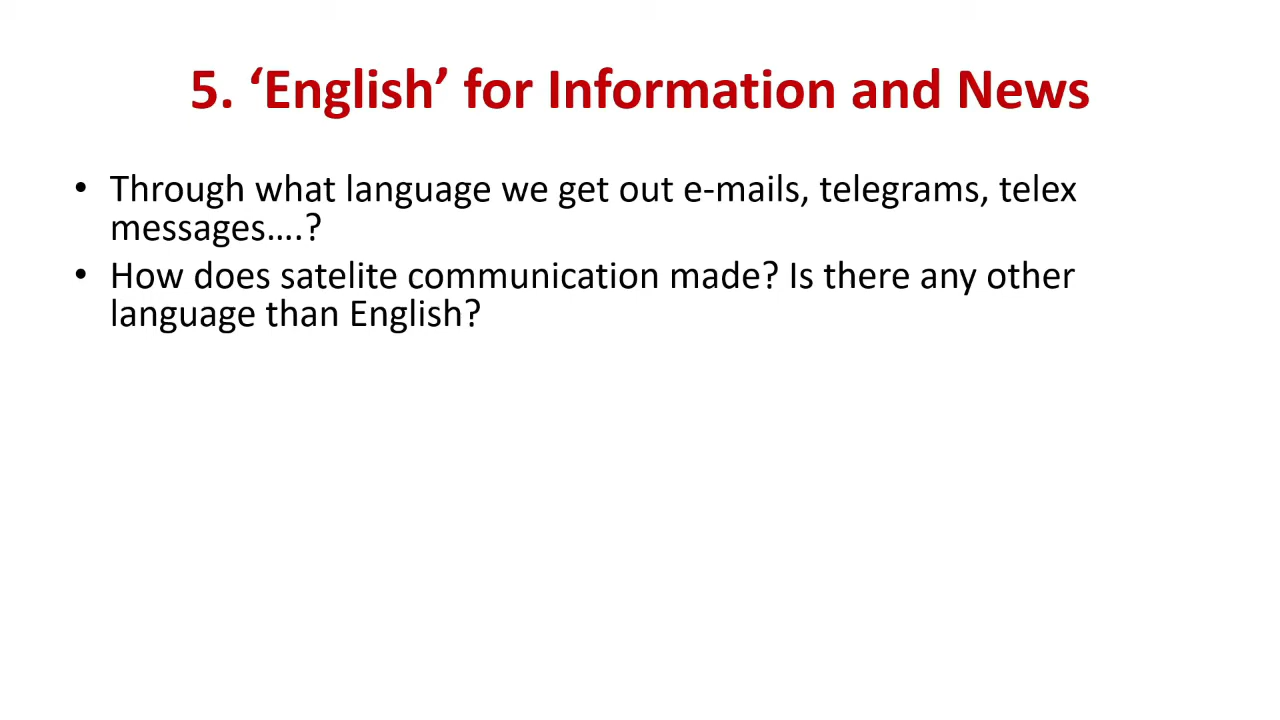 5. ‘English’ for Information and News
• Through what language we get out e-mails, telegrams, telex
messages….?
• How does satelite communication made? Is there any other
language than English?